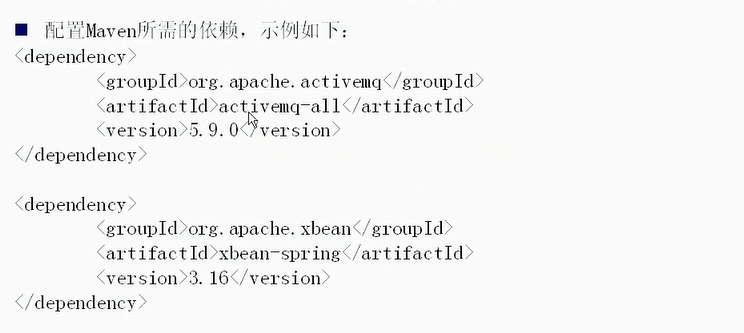 ■ 配置Maven所需的依赖，示例如下：
<dependency>
<groupId>org.apache.activemq</groupId>
<artifactId>activemq-all</artifactId>
<version>5.9.0</version>
</dependency>
<dependency>
<groupId>org.apache.xbean</groupId>
<artifactId>xbean-spring</artifactId>
<version>3.16</version>
</dependency>